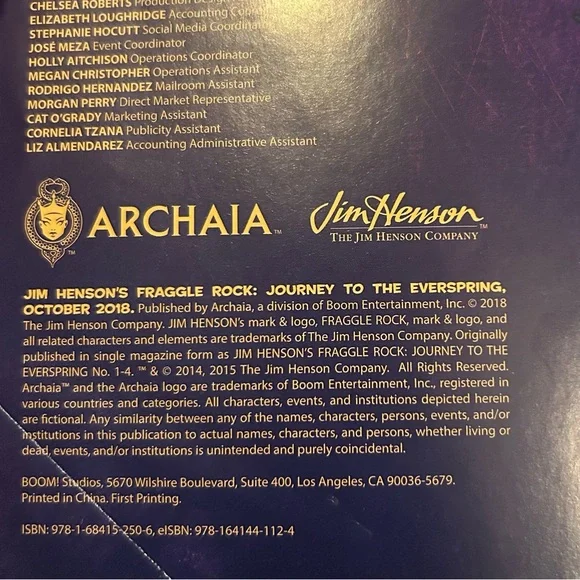 CHELSEA ROBERTS Production Desig
ELIZABETH LOUGHRIDGE Accounting
STEPHANIE HOCUTT Social Media Coordina
JOSÉ MEZA Event Coordinator
HOLLY AITCHISON Operations Coordinator
MEGAN CHRISTOPHER Operations Assistant
RODRIGO HERNANDEZ Mailroom Assistant
MORGAN PERRY Direct Market Representative
CAT O'GRADY Marketing Assistant
CORNELIA TZANA Publicity Assistant
LIZ ALMENDAREZ Accounting Administrative Assistant
ARCHAIA™
™
Jim Henson™
THE JIM HENSON COMPANY
JIM HENSON'S FRAGGLE ROCK: JOURNEY TO THE EVERSPRING,
OCTOBER 2018. Published by Archaia, a division of Boom Entertainment, Inc. © 2018
The Jim Henson Company. JIM HENSON's mark & logo, FRAGGLE ROCK, mark & logo, and
all related characters and elements are trademarks of The Jim Henson Company. Originally
published in single magazine form as JIM HENSON'S FRAGGLE ROCK: JOURNEY TO THE
EVERSPRING No. 1-4. ™ & © 2014, 2015 The Jim Henson Company. All Rights Reserved.
Archaia™ and the Archaia logo are trademarks of Boom Entertainment, Inc., registered in
various countries and categories. All characters, events, and institutions depicted herein
are fictional. Any similarity between any of the names, characters, persons, events, and/or
institutions in this publication to actual names, characters, and persons, whether living or
dead, events, and/or institutions is unintended and purely coincidental.
BOOM! Studios, 5670 Wilshire Boulevard, Suite 400, Los Angeles, CA 90036-5679.
Printed in China. First Printing.
ISBN: 978-1-68415-250-6, eISBN: 978-164144-112-4